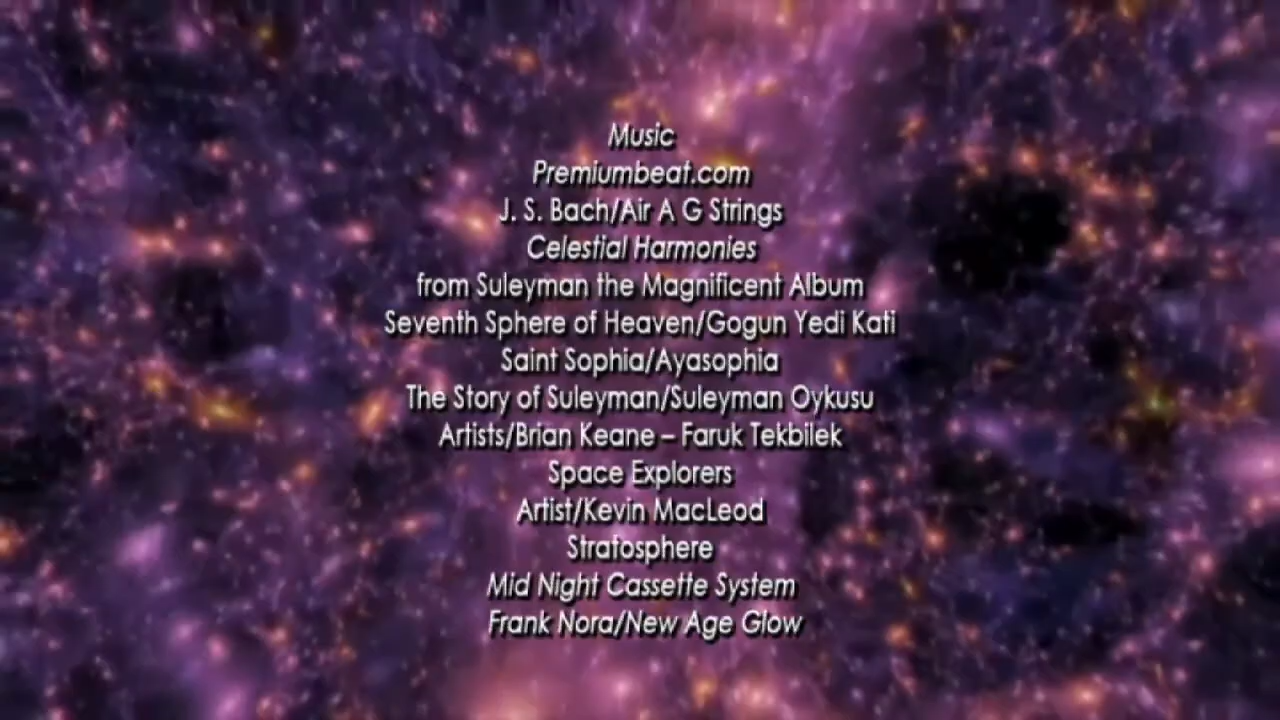 Music
Premiumbeat.com
J. S. Bach/Air A G Strings
Celestial Harmonies
from Suleyman the Magnificent Album
Seventh Sphere of Heaven/Gogun Yedi Kati
Saint Sophia/Ayasophia
The Story of Suleyman/Suleyman Oykusu
Artists/Brian Keane – Faruk Tekbilek
Space Explorers
Artist/Kevin MacLeod
Stratosphere
Mid Night Cassette System
Frank Nora/New Age Glow